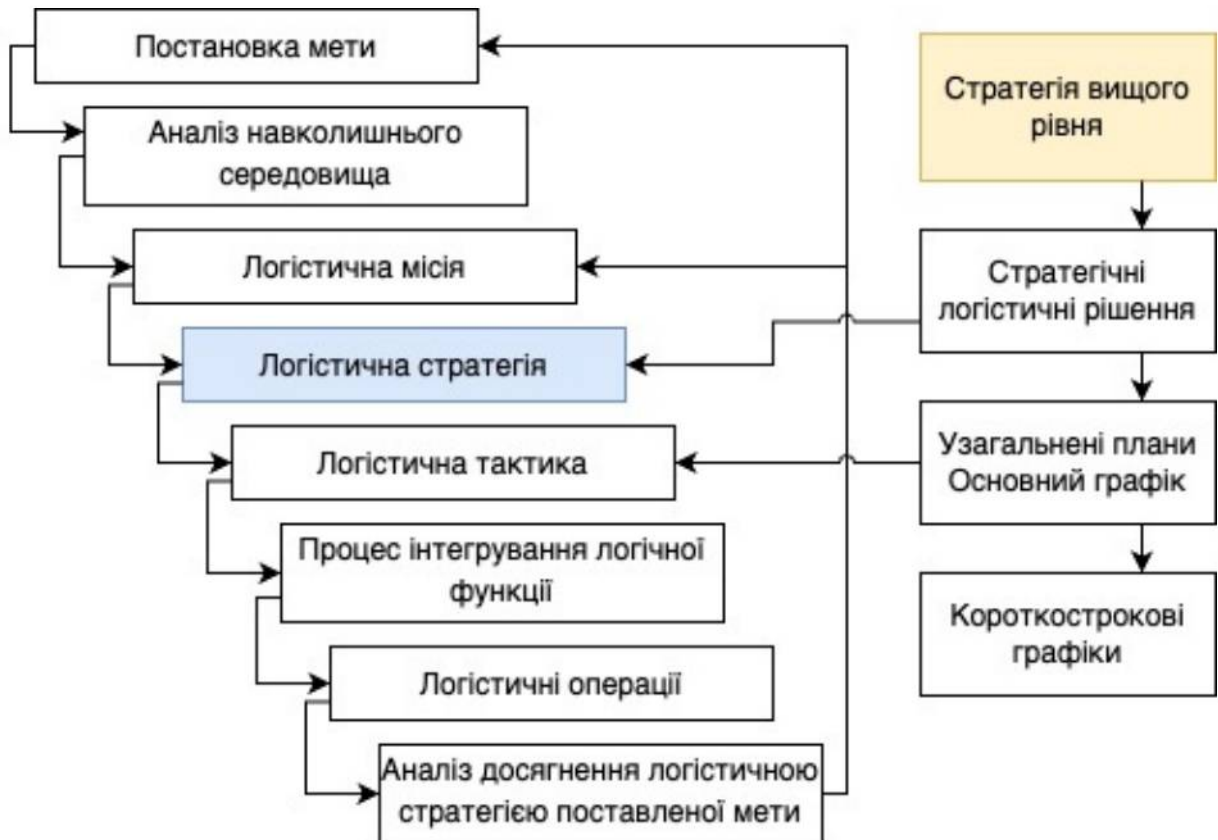 Постановка мети
Аналіз навколишнього
середовища
Логістична місія
Логістична стратегія
Логістична тактика
Процес інтегрування логічної
функції
Логістичні операції
Аналіз досягнення логістичною
стратегією поставленої мети
Стратегія вищого
рівня
Стратегічні
логістичні рішення
Узагальнені плани
Основний графік
Короткострокові
графіки